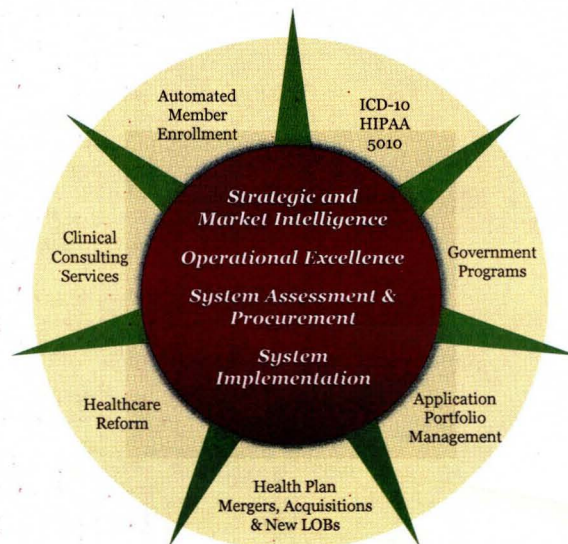 Automated
Member
Enrollment
ICD-10
HIPAA
5010
Strategic and
Market Intelligence
Operational Excellence
System Assessment &
Procurement
System
Implementation
Clinical
Consulting
Services
Government
Programs
Healthcare
Reform
Application
Portfolio
Management
Health Plan
Mergers, Acquisitions
& New LOBs